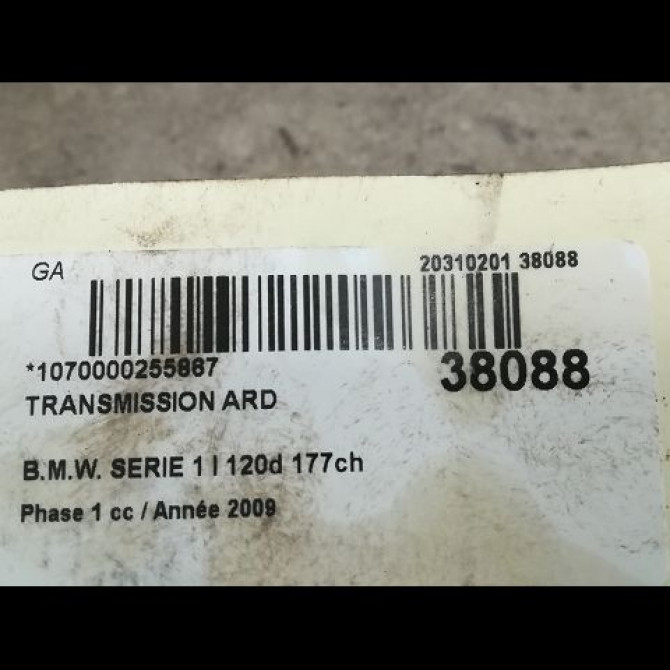 GA
20310201 38088
*1070000255867
38088
TRANSMISSION ARD
B.M.W. SERIE 1 I 120d 177ch
Phase 1 cc / Année 2009